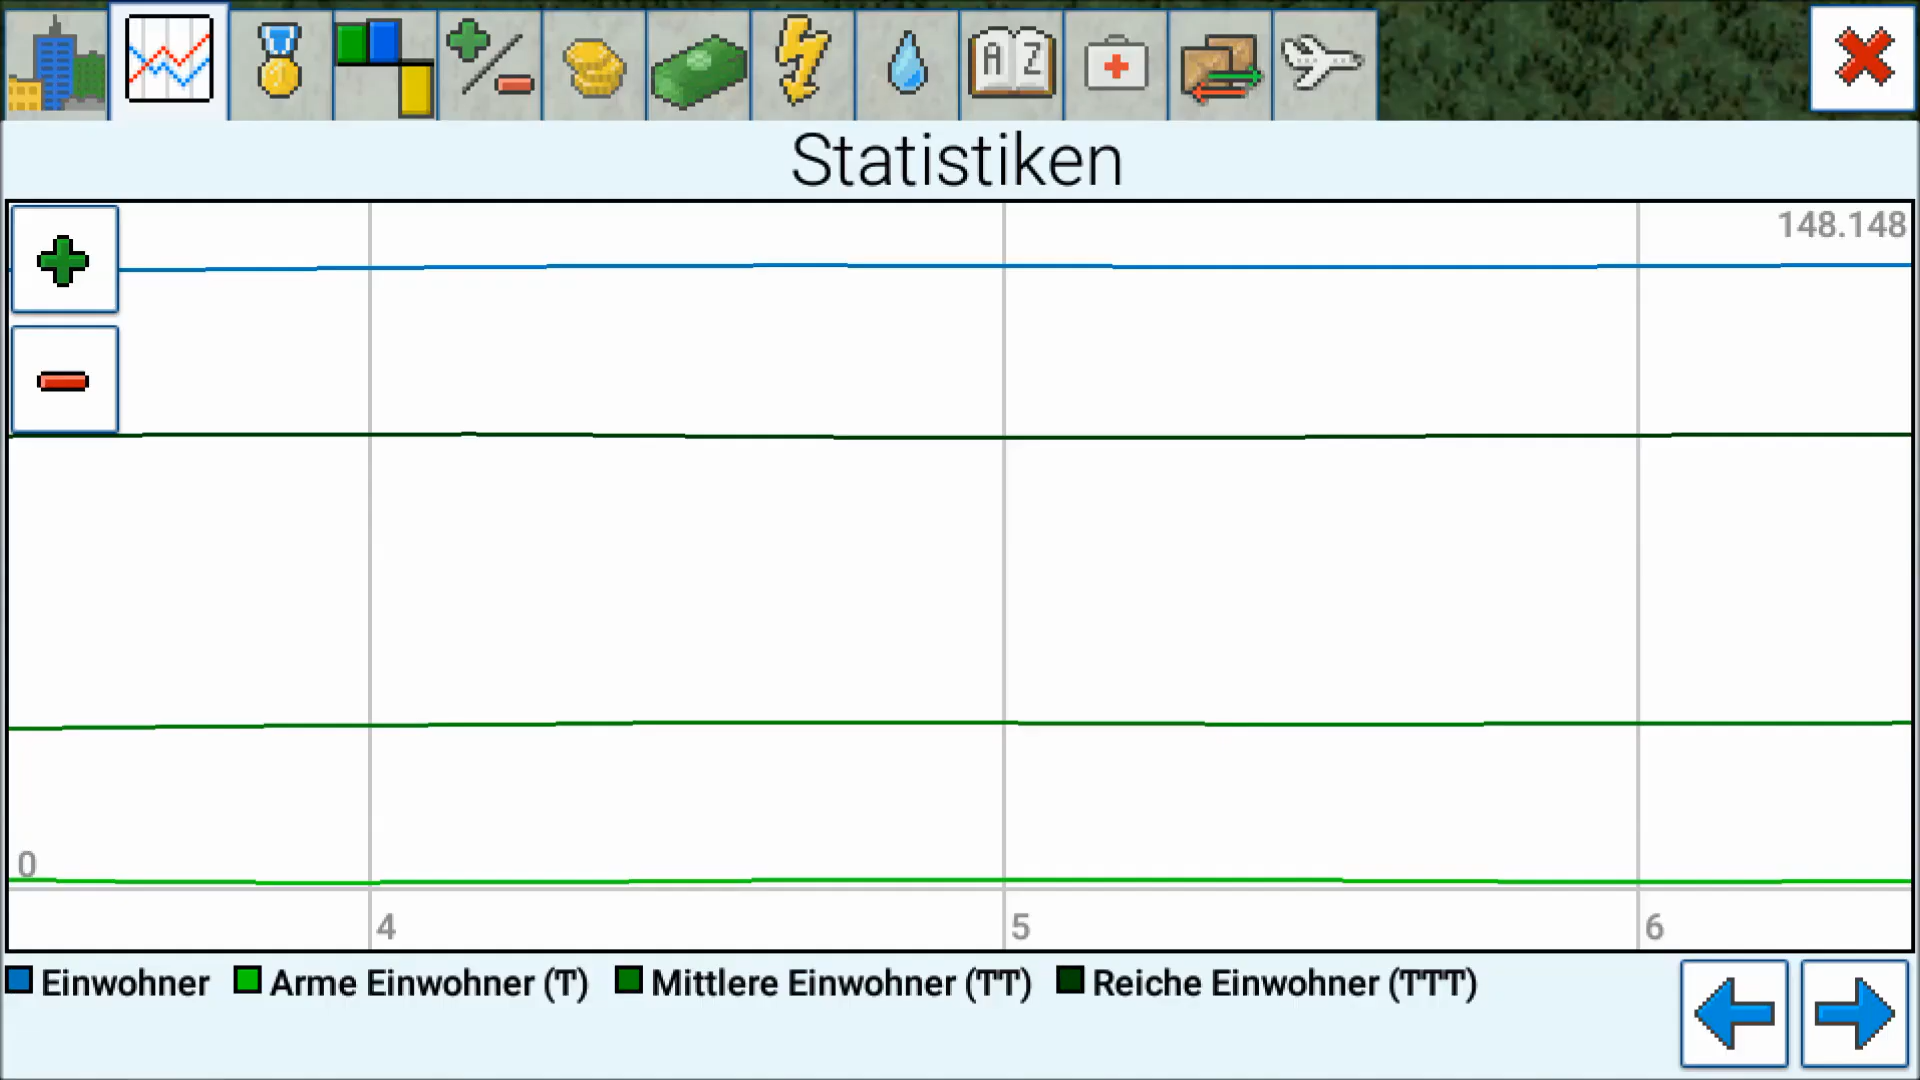 A Z
Statistiken
148.148
0
4 5 6
Einwohner Arme Einwohner (T) Mittlere Einwohner (TT) Reiche Einwohner (TTT)